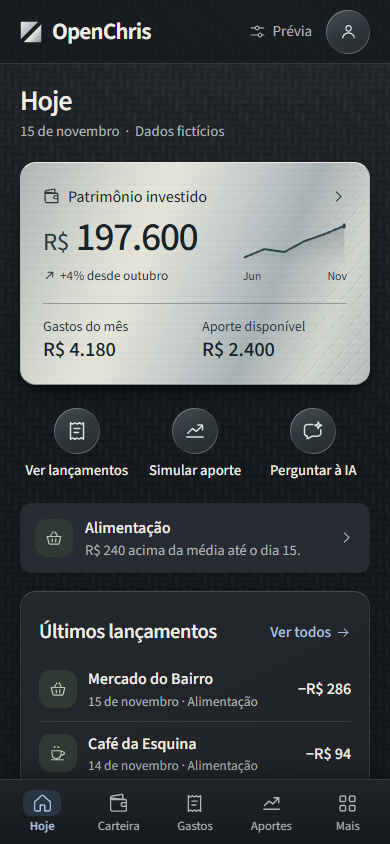 OpenChris
Prévia
Hoje
15 de novembro · Dados fictícios
Patrimônio investido
R$ 197.600
+4% desde outubro
Jun
Nov
Gastos do mês
Aporte disponível
R$ 4.180
R$ 2.400
Ver lançamentos
Simular aporte
Perguntar à IA
Alimentação
R$ 240 acima da média até o dia 15.
Últimos lançamentos
Ver todos
Mercado do Bairro
−R$ 286
15 de novembro · Alimentação
Café da Esquina
−R$ 94
14 de novembro · Alimentação
Hoje
Carteira
Gastos
Aportes
Mais